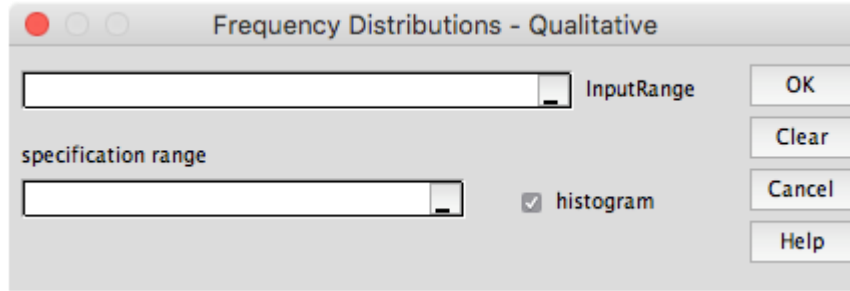 Frequency Distributions - Qualitative
InputRange
OK
Clear
specification range
Cancel
histogram
Help